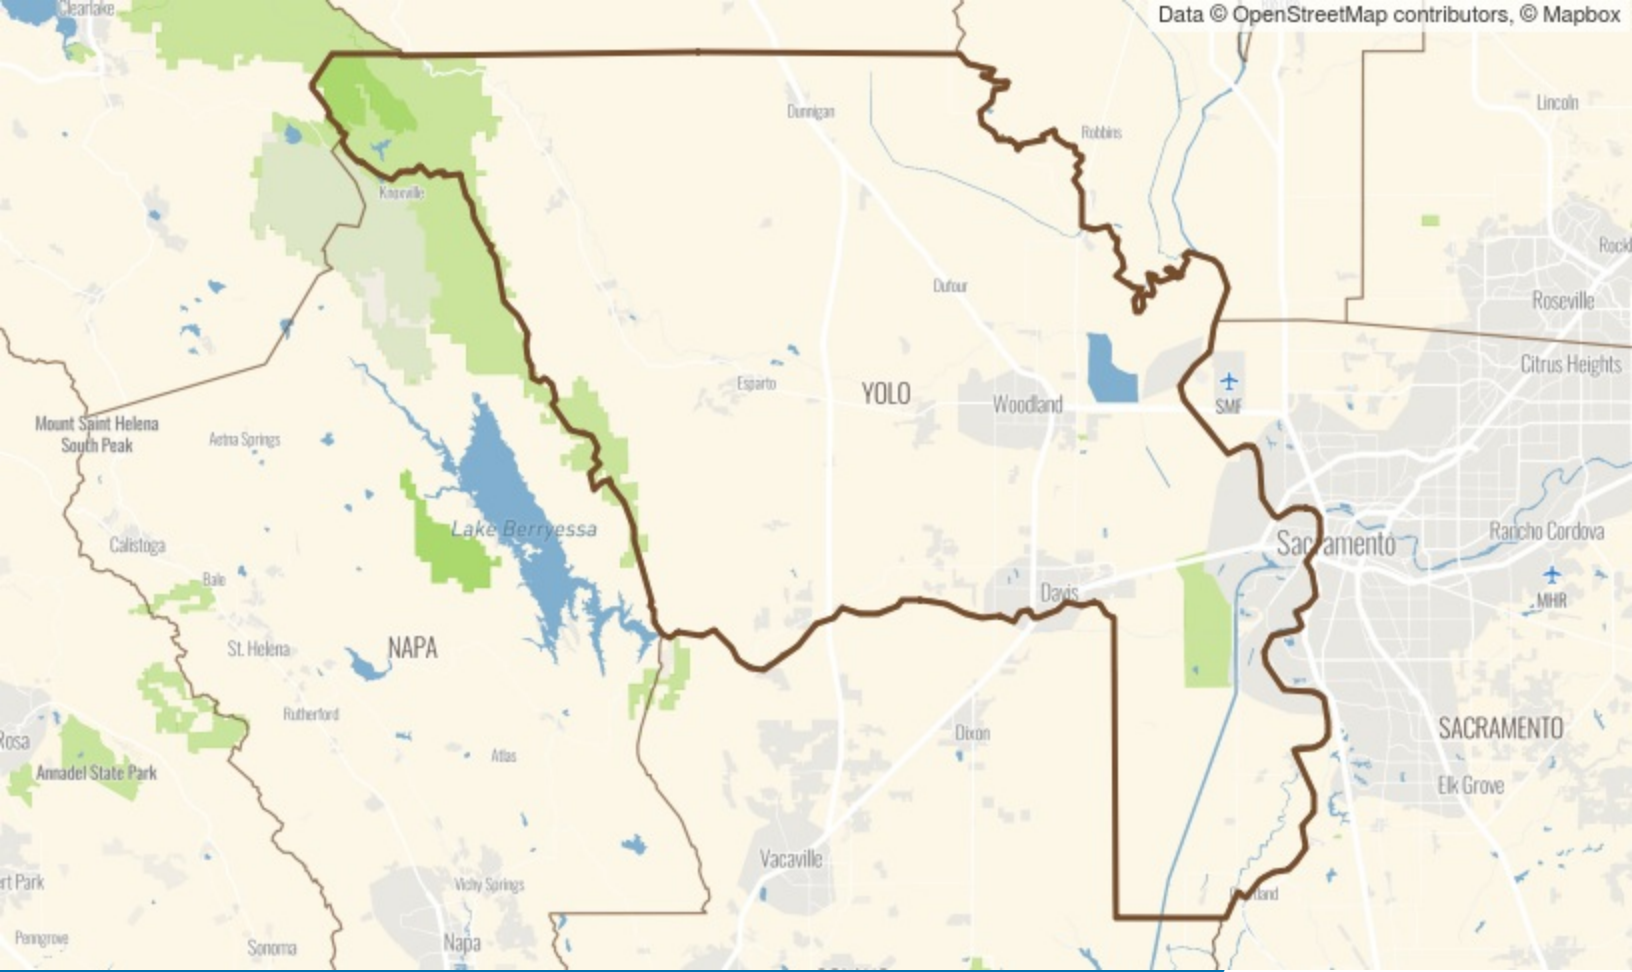 Clearlake
Data © OpenStreetMap contributors, © Mapbox
Dunnigan
Lincoln
Robbins
Knoxville
Rockl
Dufour
Roseville
Citrus Heights
Esparto
YOLO
Woodland
SMF
Mount Saint Helena
South Peak
Aetna Springs
Lake Berryessa
Rancho Cordova
Calistoga
Sacramento
Bale
Davis
MHR
St. Helena
NAPA
Rutherford
Rosa
Dixon
SACRAMENTO
Atlas
Annadel State Park
Elk Grove
Vacaville
ert Park
Vichy Springs
Penngrove
Sonoma
Napa